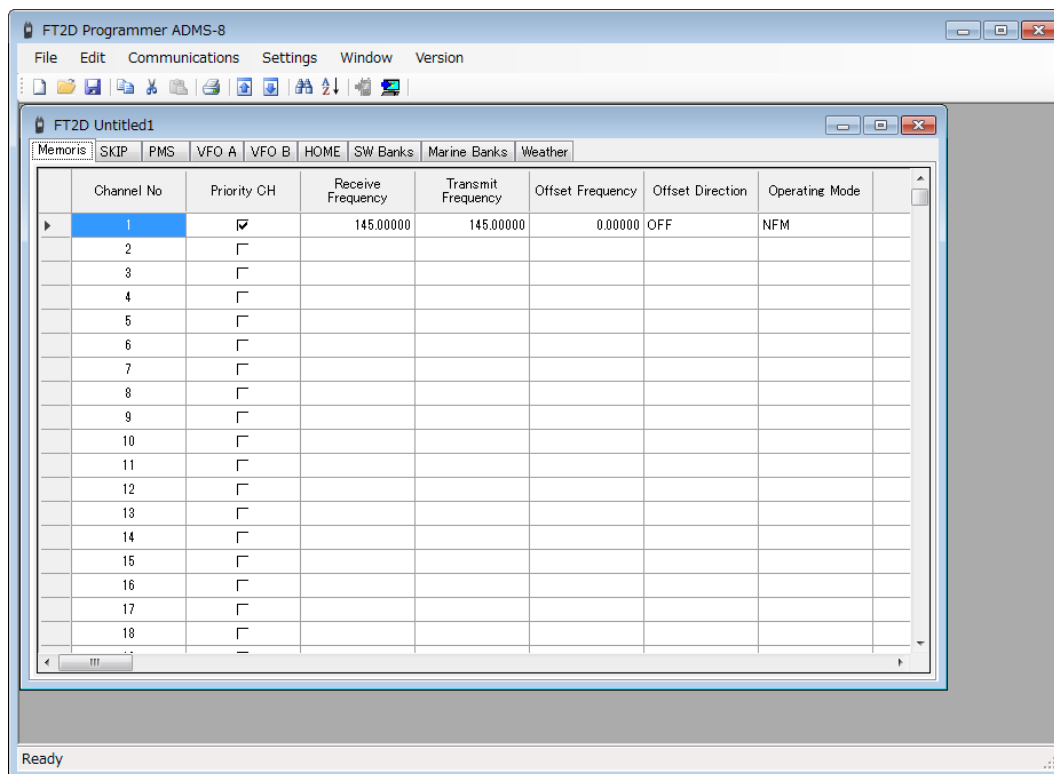 FT2D Programmer ADMS-8
File Edit Communications Settings Window Version
FT2D Untitled1
Memoris SKIP PMS VFO A VFO B HOME SW Banks Marine Banks Weather
Channel No Priority CH Receive Frequency Transmit Frequency Offset Frequency Offset Direction Operating Mode
1 145.00000 145.00000 0.00000 OFF NFM
2
3
4
5
6
7
8
9
10
11
12
13
14
15
16
17
18
Ready